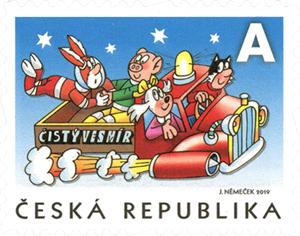 A
ČISTÝ VESMÍR
J. NĚMEČEK 2019
ČESKÁ REPUBLIKA